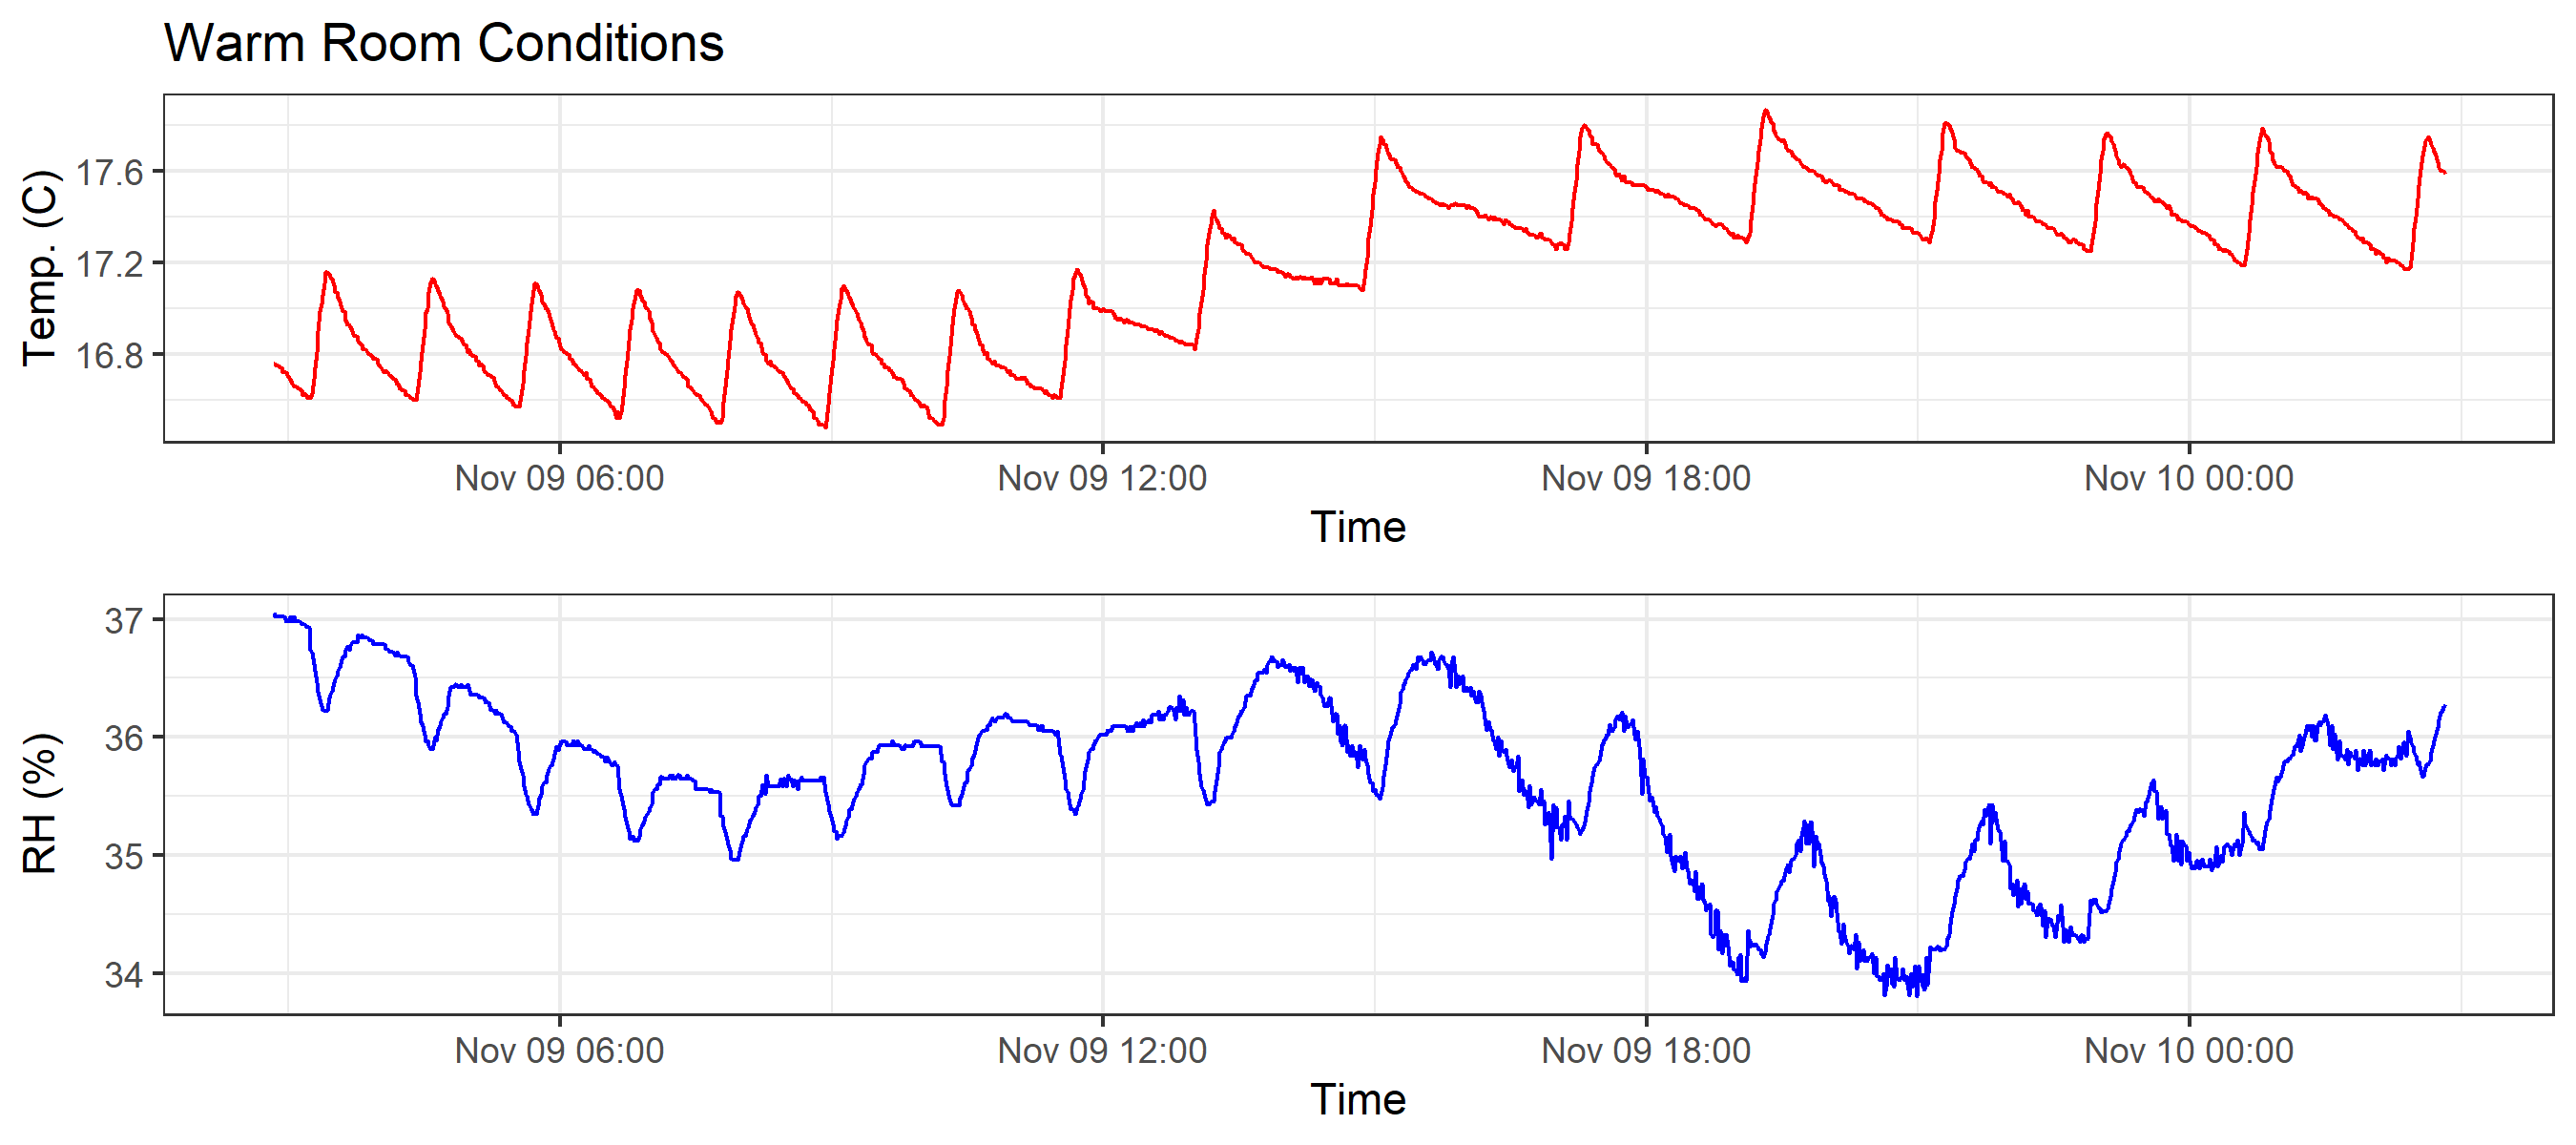 Warm Room Conditions
Temp. (C)
17.6
17.2
16.8
Nov 09 06:00 Nov 09 12:00 Nov 09 18:00 Nov 10 00:00
Time
RH (%)
37
36
35
34
Nov 09 06:00 Nov 09 12:00 Nov 09 18:00 Nov 10 00:00
Time